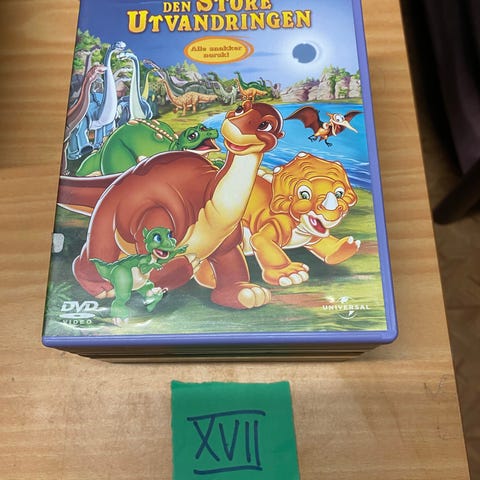 DEN STORE
UTVANDRINGEN
Alle snakker
norsk!
DVD
VIDEO
UNIVERSAL
XVII